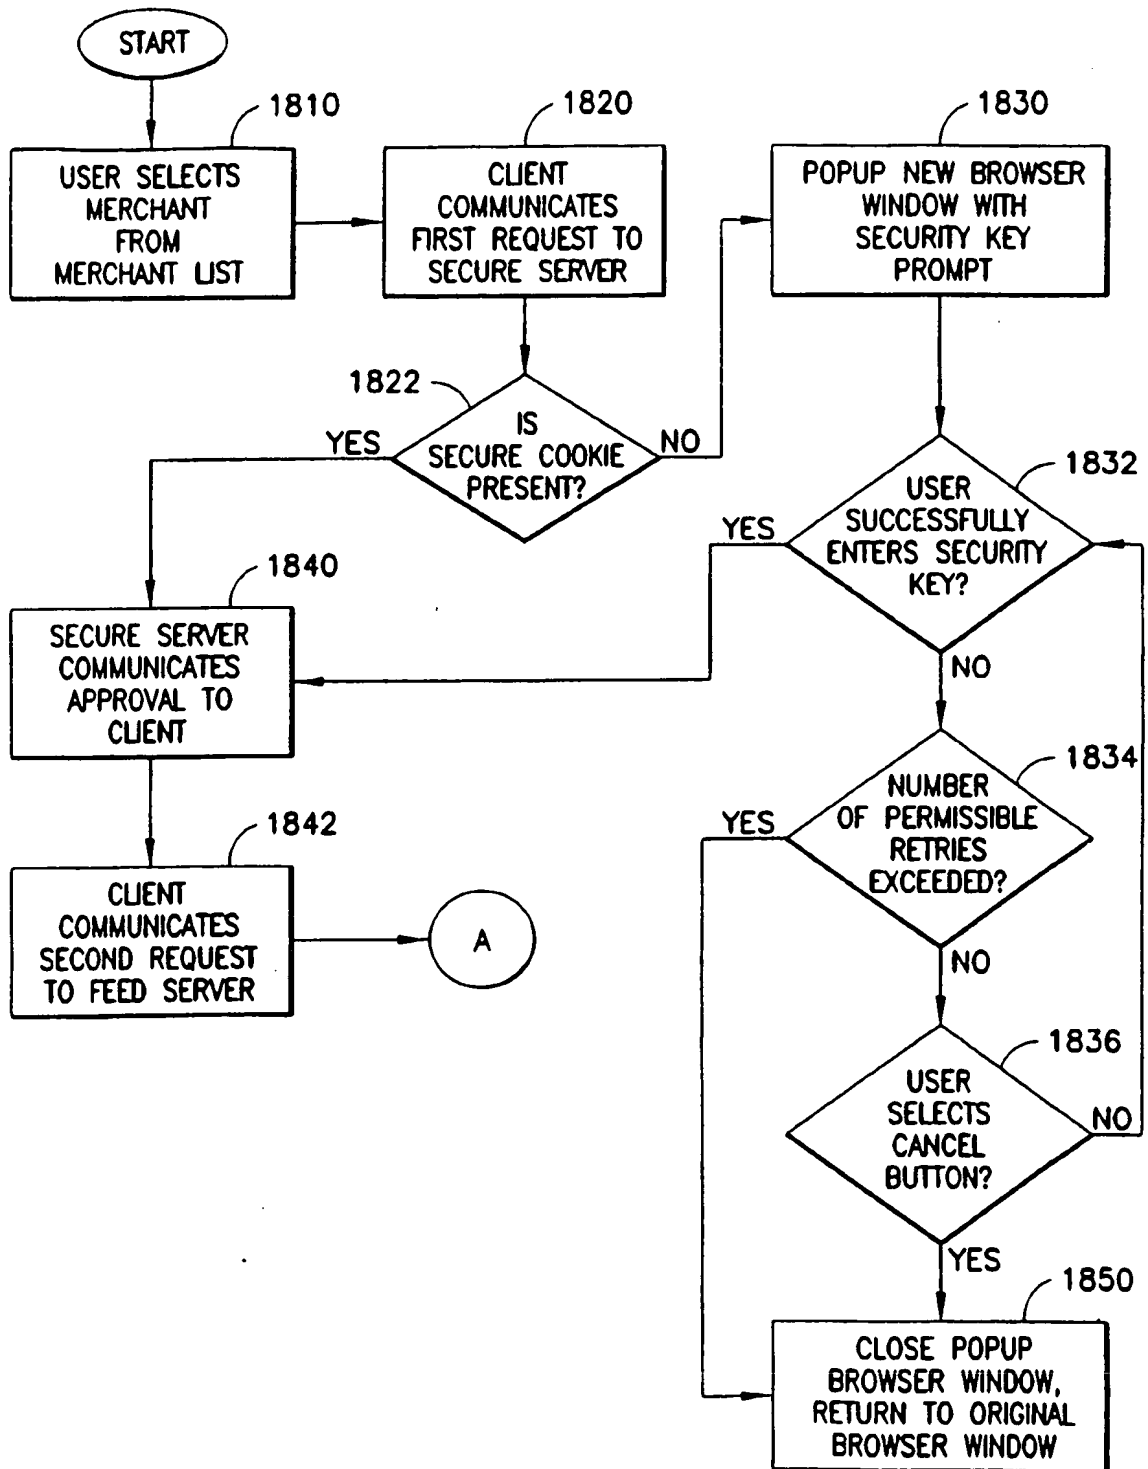 START
1810
USER SELECTS
MERCHANT
FROM
MERCHANT LIST
1820
CLIENT
COMMUNICATES
FIRST REQUEST TO
SECURE SERVER
1830
POPUP NEW BROWSER
WINDOW WITH
SECURITY KEY
PROMPT
1822
IS
SECURE COOKIE
PRESENT?
YES
NO
1832
USER
SUCCESSFULLY
ENTERS SECURITY
KEY?
YES
NO
1840
SECURE SERVER
COMMUNICATES
APPROVAL TO
CLIENT
1834
NUMBER
OF PERMISSIBLE
RETRIES
EXCEEDED?
YES
NO
1842
CLIENT
COMMUNICATES
SECOND REQUEST
TO FEED SERVER
A
1836
USER
SELECTS
CANCEL
BUTTON?
NO
YES
1850
CLOSE POPUP
BROWSER WINDOW,
RETURN TO ORIGINAL
BROWSER WINDOW